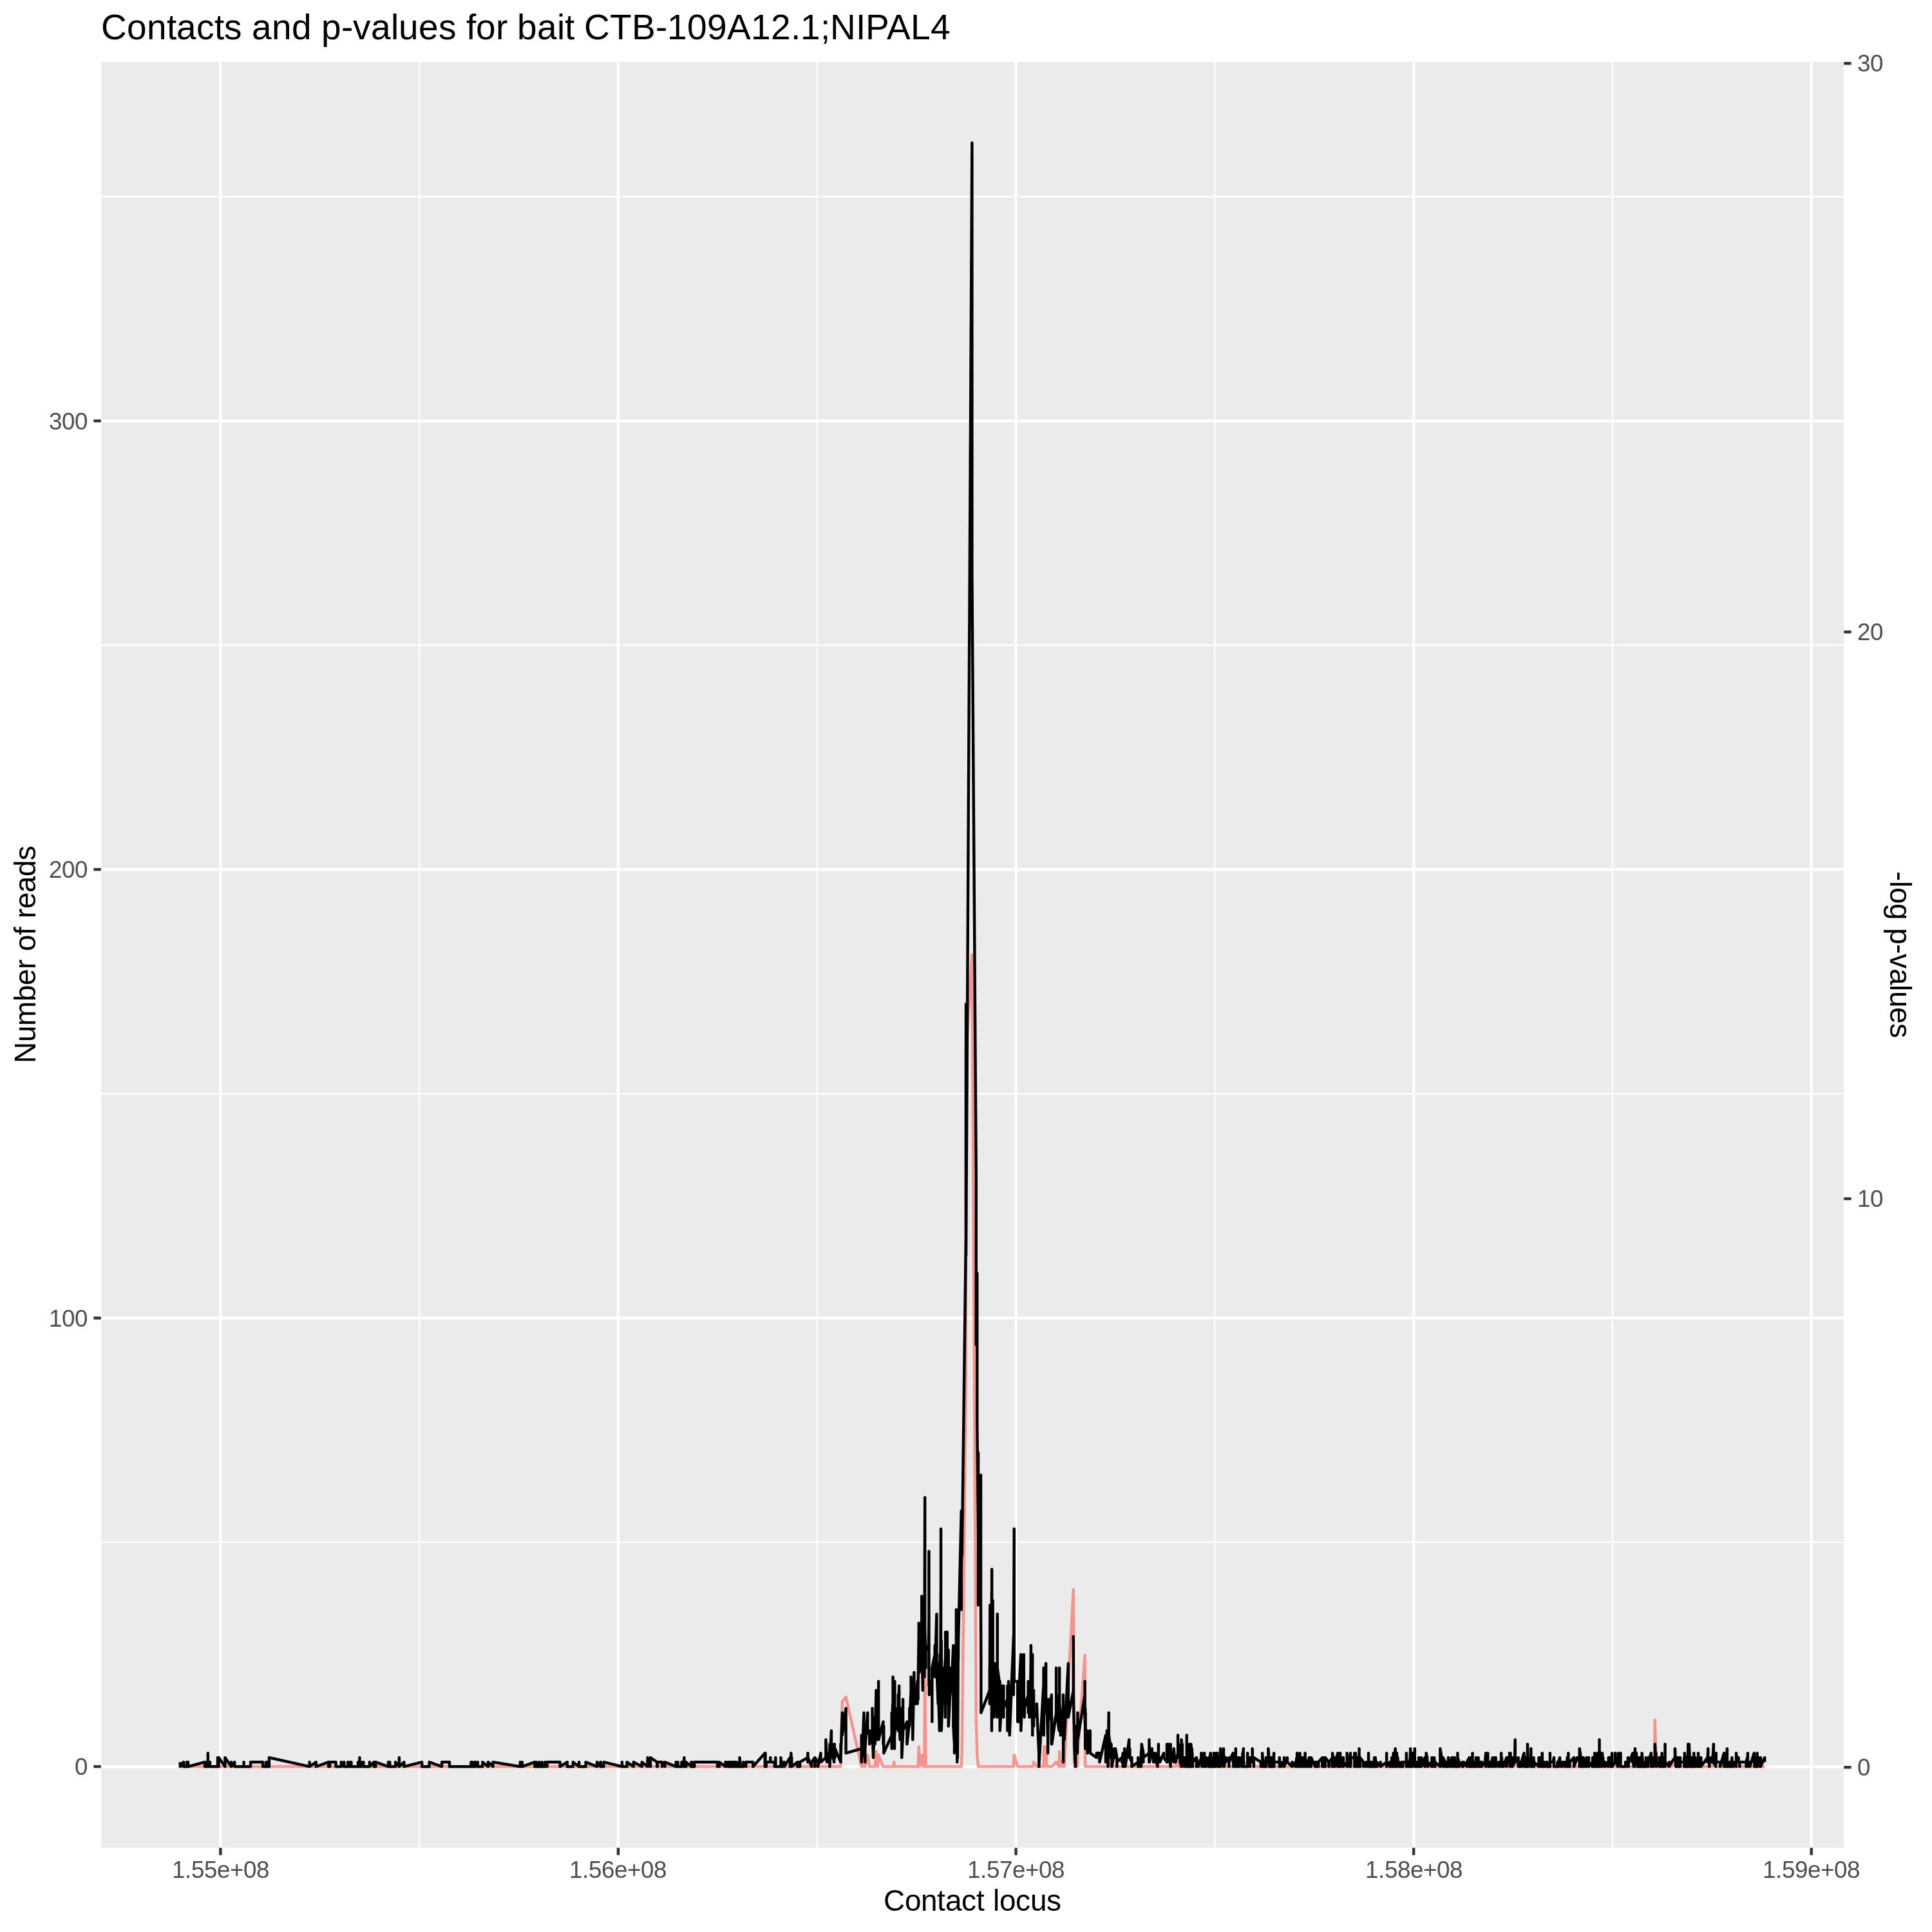 Contacts and p-values for bait CTB-109A12.1;NIPAL4
30
300
20
200
Number of reads
-log p-values
10
100
0
0
1.55e+08
1.56e+08
1.57e+08
1.58e+08
1.59e+08
Contact locus